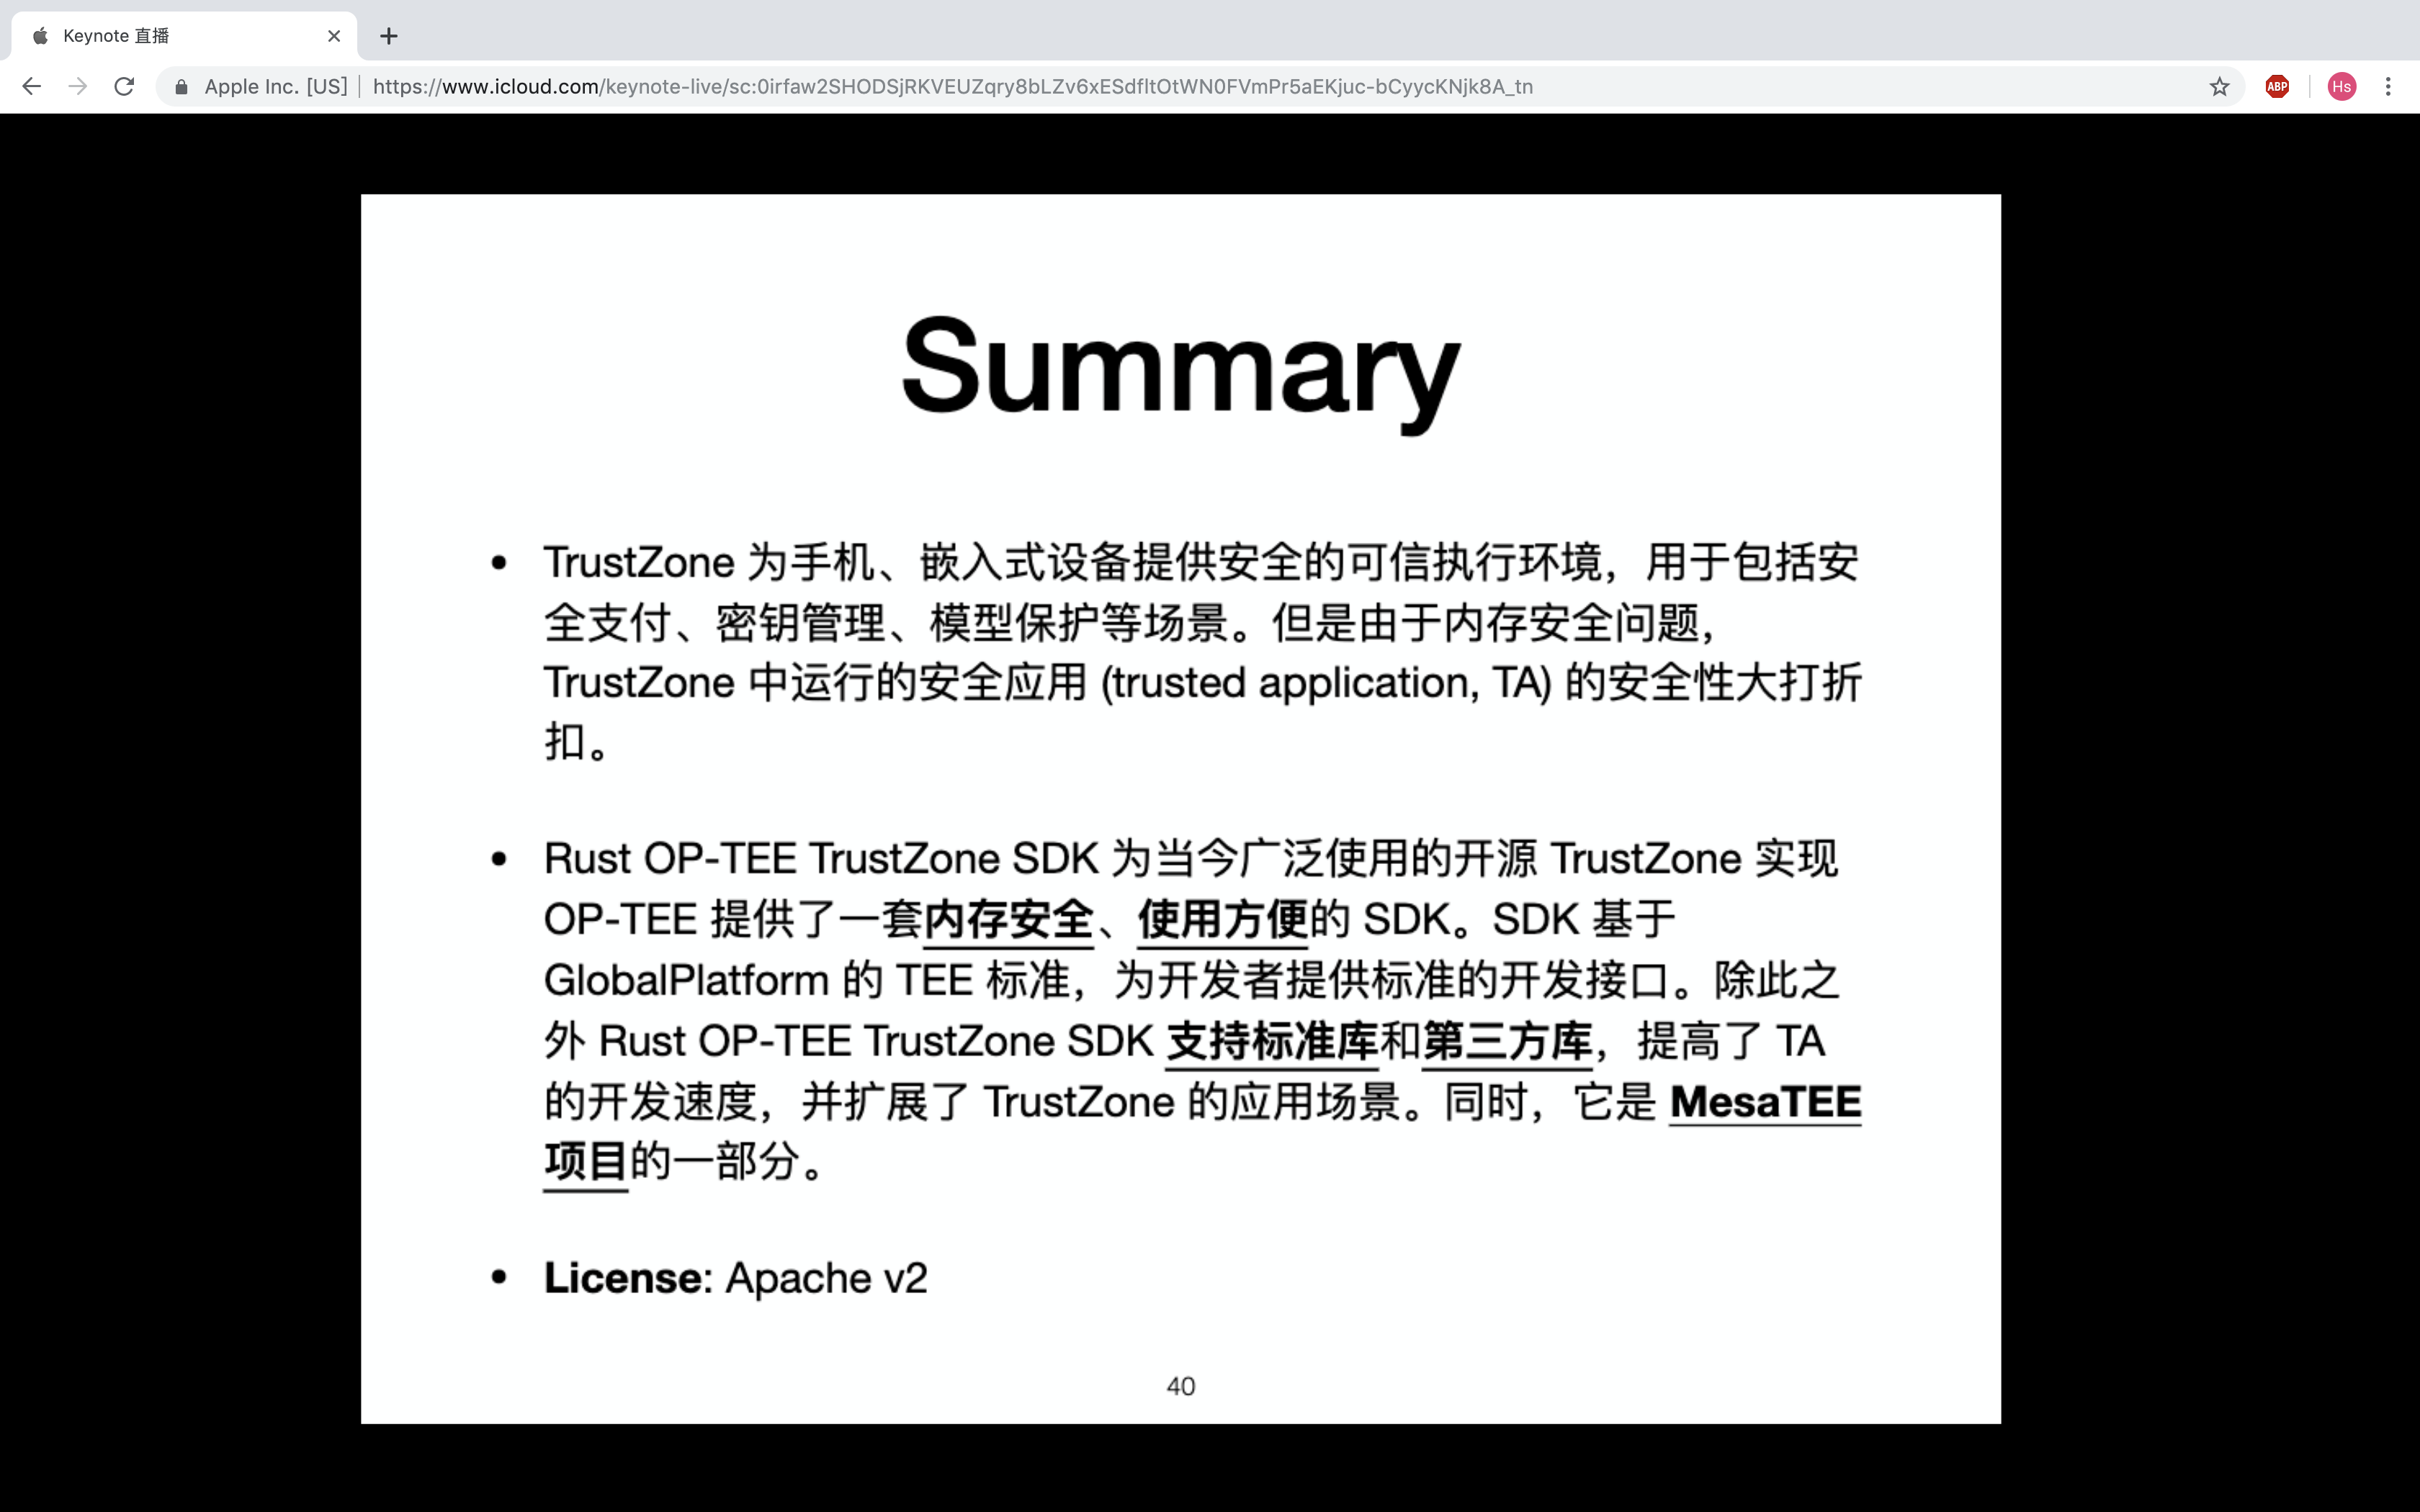 Keynote 直播
Apple Inc. [US]
https://www.icloud.com/keynote-live/sc:0irfaw2SHODSjRKVEUZqry8bLZv6xESdfItOtWN0FVmPr5aEKjuc-bCyycKNjk8A_tn
ABP
Hs
Summary
• TrustZone 为手机、嵌入式设备提供安全的可信执行环境，用于包括安
全支付、密钥管理、模型保护等场景。但是由于内存安全问题，
TrustZone 中运行的安全应用 (trusted application, TA) 的安全性大打折
扣。
• Rust OP-TEE TrustZone SDK 为当今广泛使用的开源 TrustZone 实现
OP-TEE 提供了一套内存安全、使用方便的 SDK。SDK 基于
GlobalPlatform 的 TEE 标准，为开发者提供标准的开发接口。除此之
外 Rust OP-TEE TrustZone SDK 支持标准库和第三方库，提高了 TA
的开发速度，并扩展了 TrustZone 的应用场景。同时，它是 MesaTEE
项目的一部分。
• License: Apache v2
40